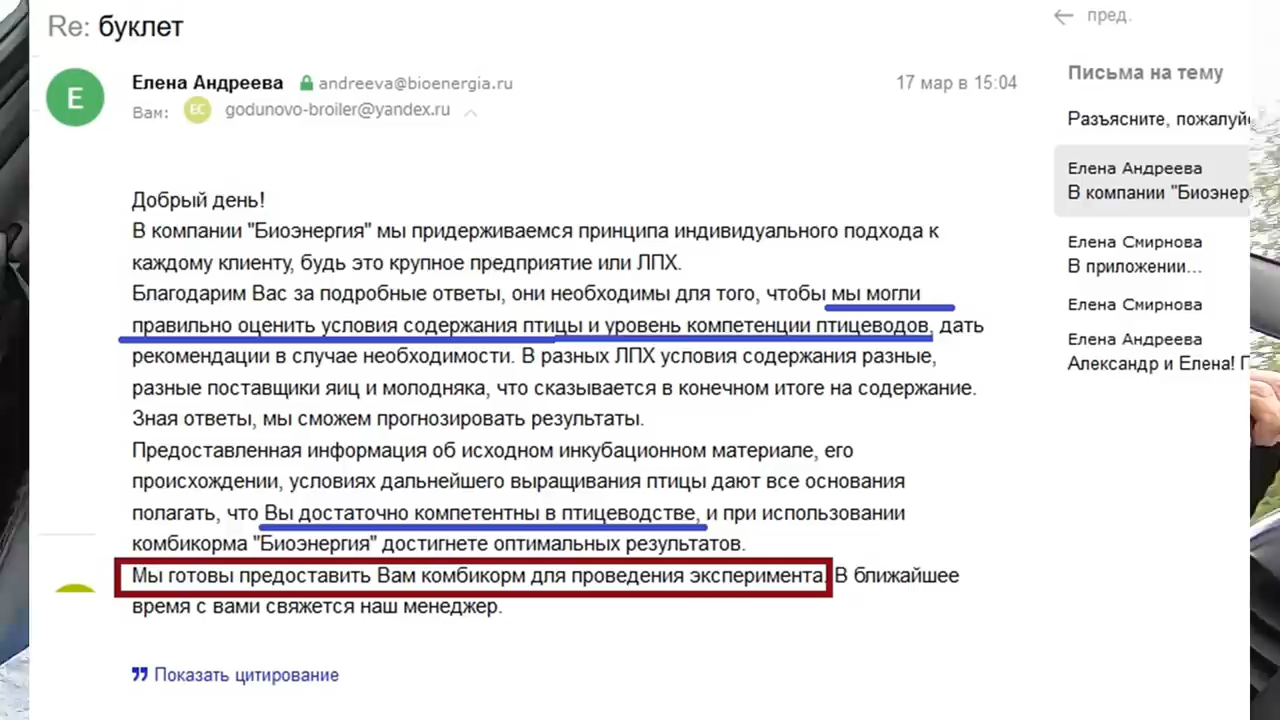 Re: буклет
Е
Елена Андреева andreeva@bioenergia.ru
17 мар в 15:04
Вам: ЕС godunovo-broiler@yandex.ru
Добрый день!
В компании "Биоэнергия" мы придерживаемся принципа индивидуального подхода к
каждому клиенту, будь это крупное предприятие или ЛПХ.
Благодарим Вас за подробные ответы, они необходимы для того, чтобы мы могли
правильно оценить условия содержания птицы и уровень компетенции птицеводов, дать
рекомендации в случае необходимости. В разных ЛПХ условия содержания разные,
разные поставщики яиц и молодняка, что сказывается в конечном итоге на содержание.
Зная ответы, мы сможем прогнозировать результаты.
Предоставленная информация об исходном инкубационном материале, его
происхождении, условиях дальнейшего выращивания птицы дают все основания
полагать, что Вы достаточно компетентны в птицеводстве, и при использовании
комбикорма "Биоэнергия" достигнете оптимальных результатов.
Мы готовы предоставить Вам комбикорм для проведения эксперимента. В ближайшее
время с вами свяжется наш менеджер.
Показать цитирование
пред.
Письма на тему
Разъясните, пожалуйс
Елена Андреева
В компании "Биоэнер
Елена Смирнова
В приложении...
Елена Смирнова
Елена Андреева
Александр и Елена!